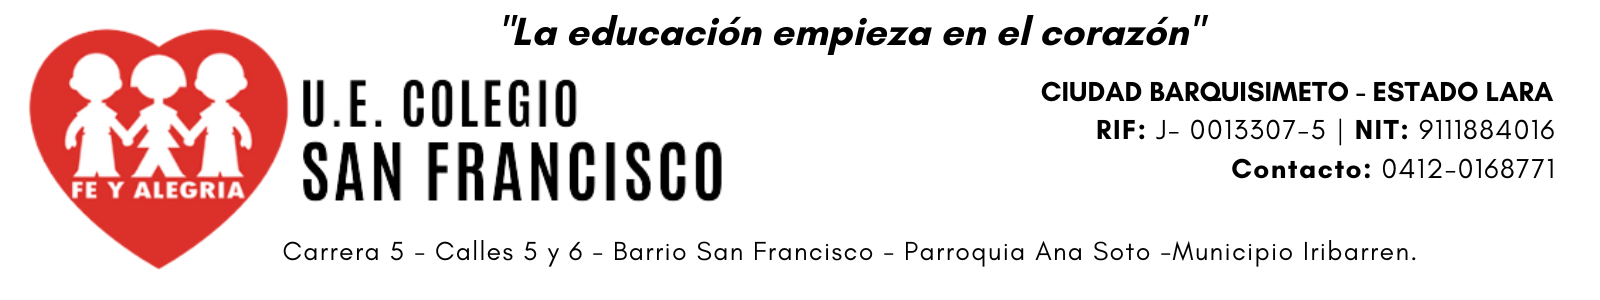 "La educación empieza en el corazón"
U.E. COLEGIO
SAN FRANCISCO
FE Y ALEGRIA
CIUDAD BARQUISIMETO - ESTADO LARA
RIF: J- 0013307-5 | NIT: 9111884016
Contacto: 0412-0168771
Carrera 5 - Calles 5 y 6 - Barrio San Francisco - Parroquia Ana Soto -Municipio Iribarren.